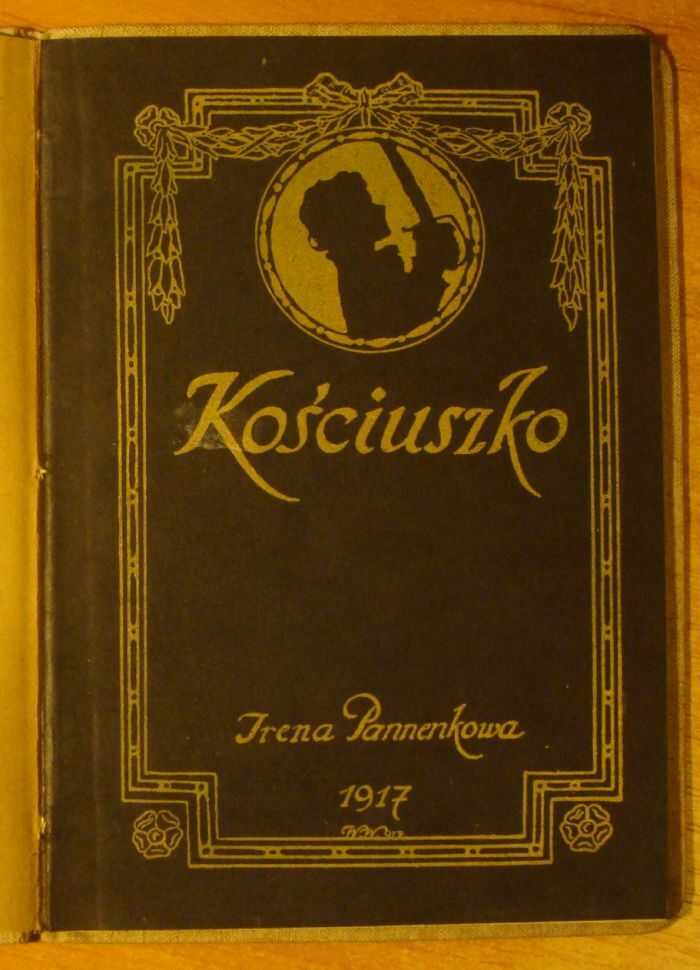 Kościuszko
Irena Pannenkowa
1917